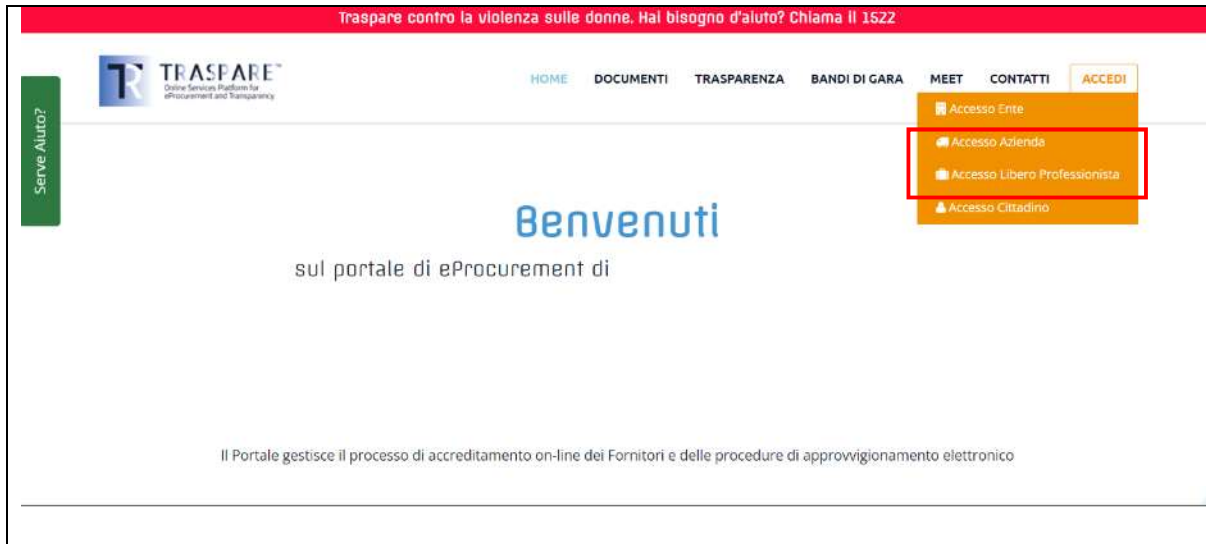 Traspare contro la violenza sulle donne. Hai bisogno d'aiuto? Chiama il 1522
TR TRASPARE™
Online Services Platform for
eProcurement and Transparency
HOME DOCUMENTI TRASPARENZA BANDI DI GARA MEET CONTATTI ACCEDI
Accesso Ente
Accesso Azienda
Accesso Libero Professionista
Accesso Cittadino
Serve Aiuto?
Benvenuti
sul portale di eProcurement di
Il Portale gestisce il processo di accreditamento on-line dei Fornitori e delle procedure di approvvigionamento elettronico